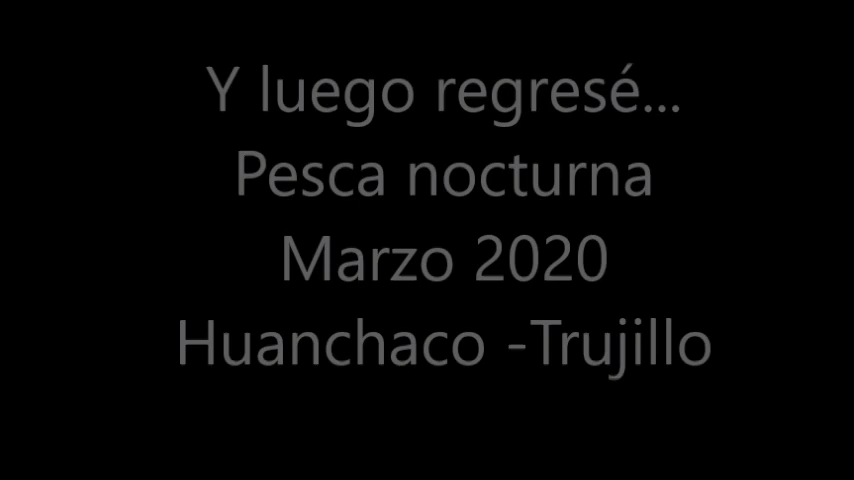 Y luego regresé...
Pesca nocturna
Marzo 2020
Huanchaco -Trujillo